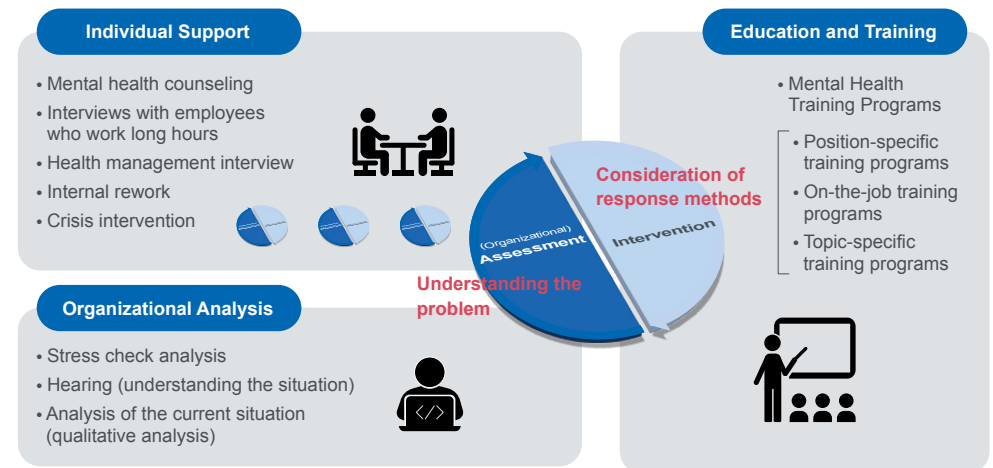 Individual Support
• Mental health counseling
• Interviews with employees
who work long hours
• Health management interview
• Internal rework
• Crisis intervention
Organizational Analysis
• Stress check analysis
• Hearing (understanding the situation)
• Analysis of the current situation
(qualitative analysis)
(Organizational)
Assessment
Understanding the
problem
Consideration of
response methods
Intervention
Education and Training
• Mental Health
Training Programs
• Position-specific
training programs
• On-the-job training
programs
• Topic-specific
training programs